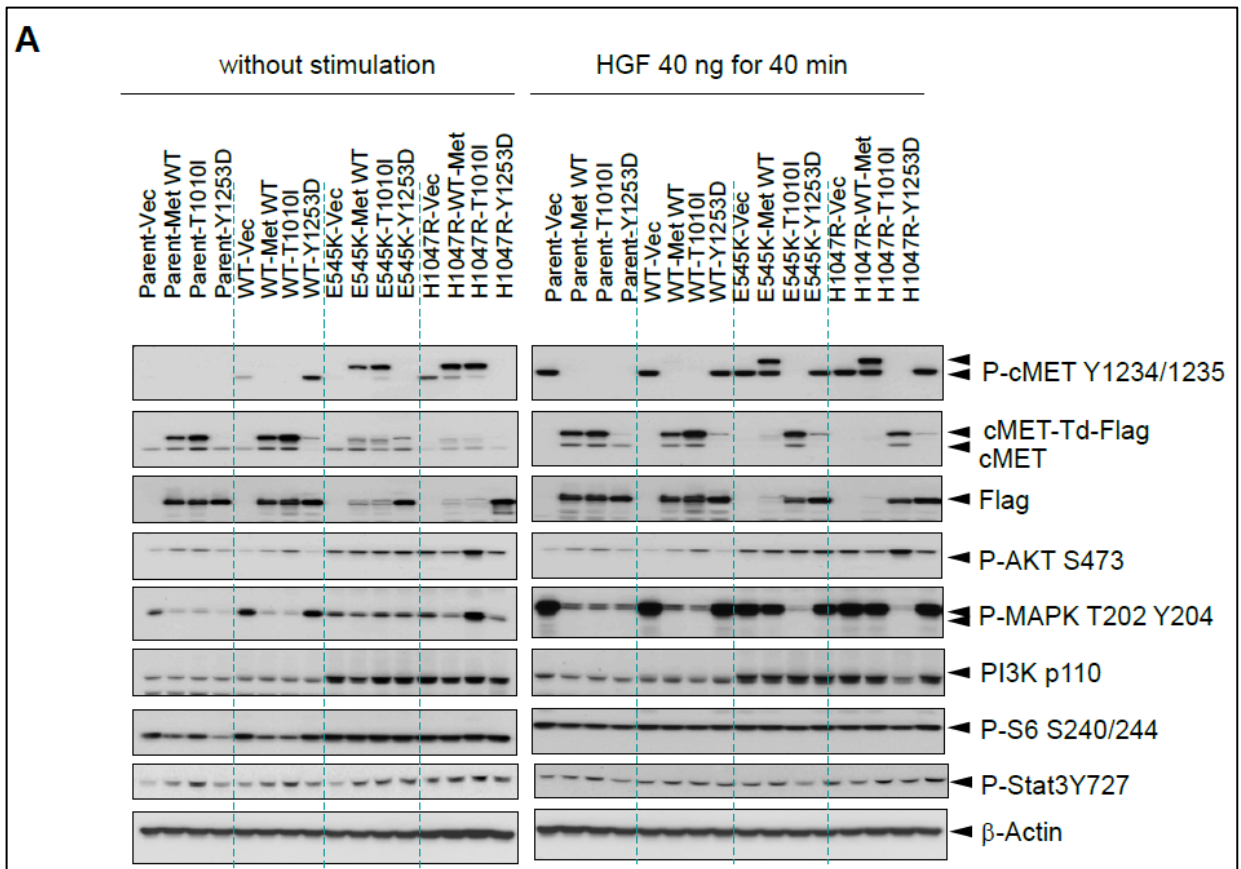 A
without stimulation
HGF 40 ng for 40 min
Parent-Vec
Parent-Met WT
Parent-T1010I
Parent-Y1253D
WT-Vec
WT-Met WT
WT-T1010I
WT-Y1253D
E545K-Vec
E545K-Met WT
E545K-T1010I
E545K-Y1253D
H1047R-Vec
H1047R-WT-Met
H1047R-T1010I
H1047R-Y1253D
Parent-Vec
Parent-Met WT
Parent-T1010I
Parent-Y1253D
WT-Vec
WT-Met WT
WT-T1010I
WT-Y1253D
E545K-Vec
E545K-Met WT
E545K-T1010I
E545K-Y1253D
H1047R-Vec
H1047R-WT-Met
H1047R-T1010I
H1047R-Y1253D
P-cMET Y1234/1235
cMET-Td-Flag
cMET
Flag
P-AKT S473
P-MAPK T202 Y204
PI3K p110
P-S6 S240/244
P-Stat3Y727
β-Actin